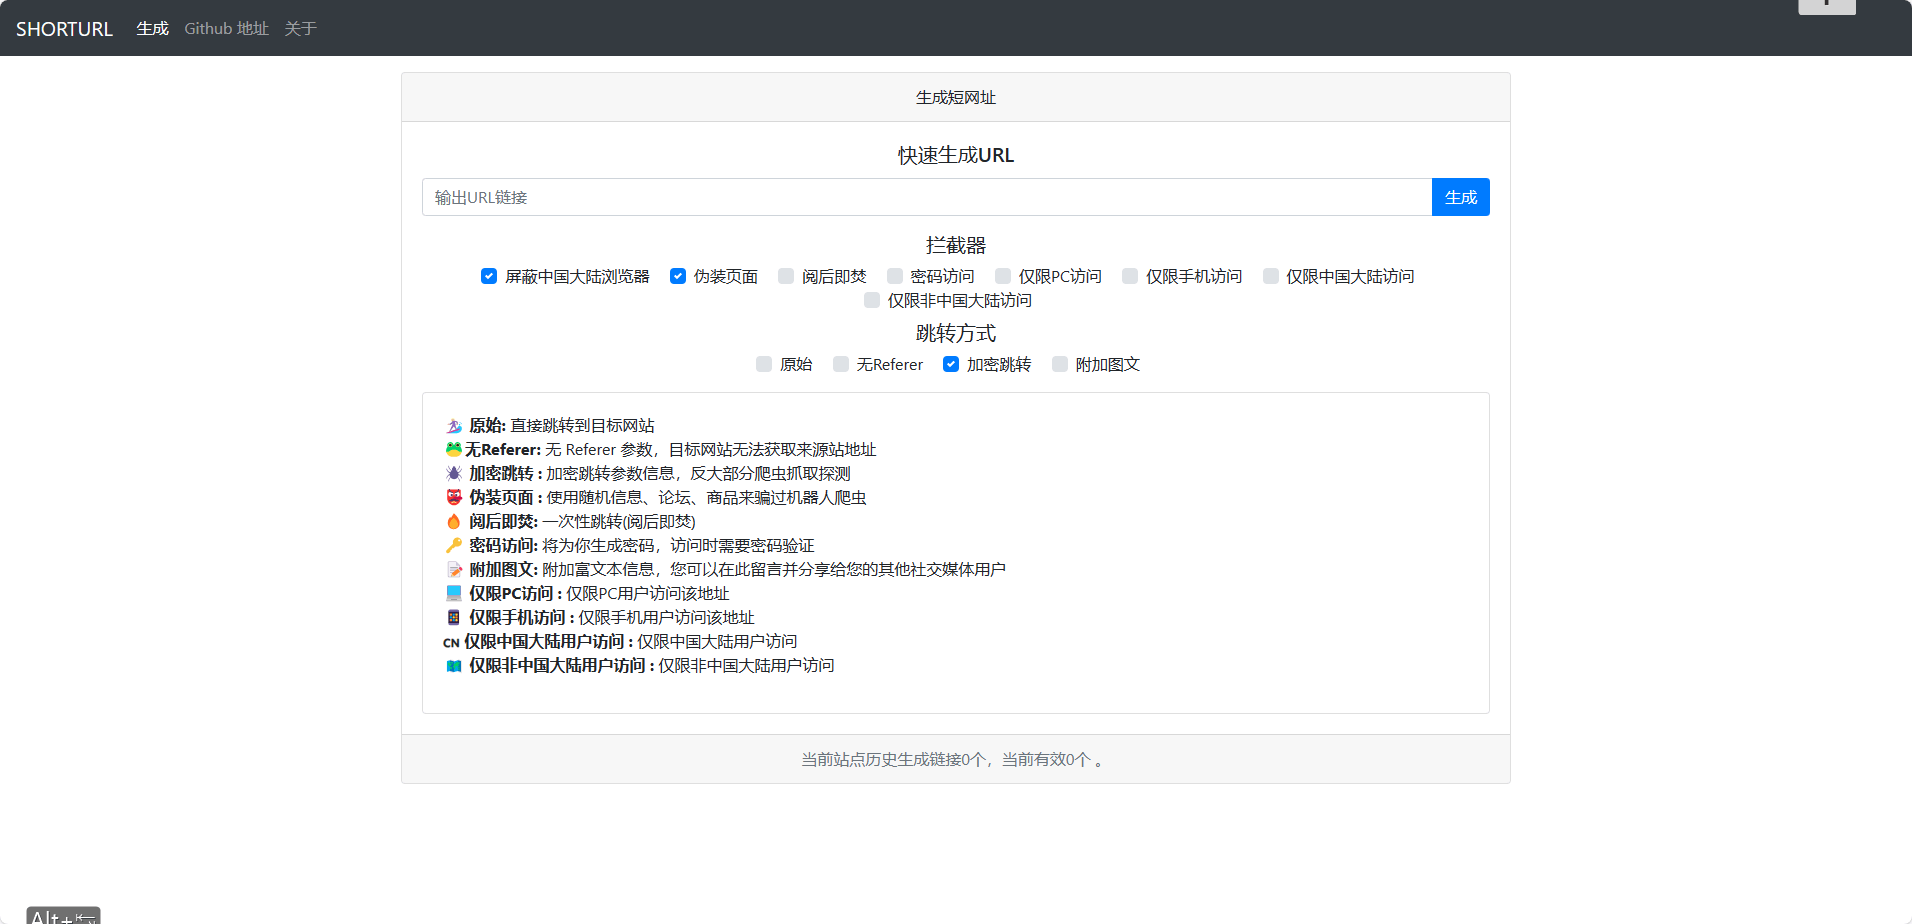 SHORTURL 生成 Github 地址 关于
生成短网址
快速生成URL
输出URL链接 生成
拦截器
屏蔽中国大陆浏览器 伪装页面 阅后即焚 密码访问 仅限PC访问 仅限手机访问 仅限中国大陆访问
仅限非中国大陆访问
跳转方式
原始 无Referer 加密跳转 附加图文
🏄 原始: 直接跳转到目标网站
🐸 无Referer: 无 Referer 参数，目标网站无法获取来源站地址
🕷 加密跳转 : 加密跳转参数信息，反大部分爬虫抓取探测
👺 伪装页面 : 使用随机信息、论坛、商品来骗过机器人爬虫
🔥 阅后即焚: 一次性跳转(阅后即焚)
🔑 密码访问: 将为你生成密码，访问时需要密码验证
📝 附加图文: 附加富文本信息，您可以在此留言并分享给您的其他社交媒体用户
💻 仅限PC访问 : 仅限PC用户访问该地址
📱 仅限手机访问 : 仅限手机用户访问该地址
CN 仅限中国大陆用户访问 : 仅限中国大陆用户访问
🗺 仅限非中国大陆用户访问 : 仅限非中国大陆用户访问
当前站点历史生成链接0个，当前有效0个 。
Alt+